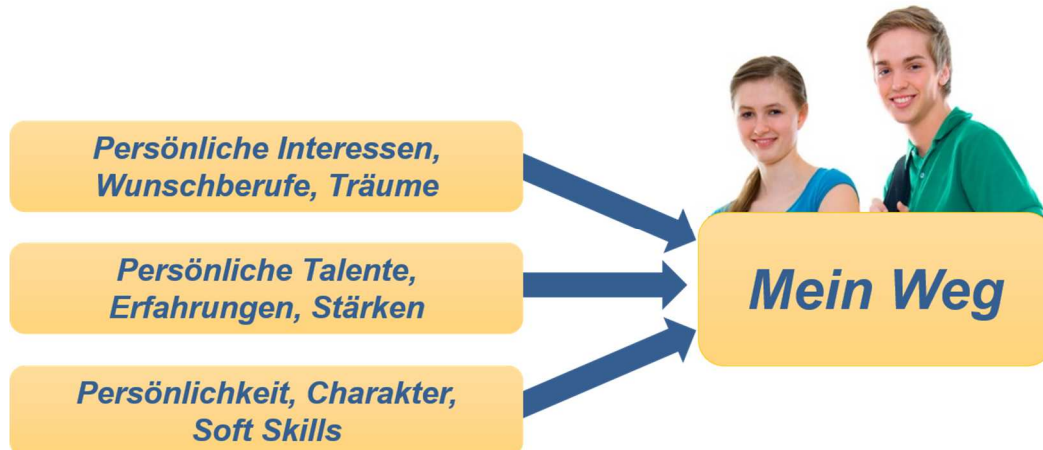 Persönliche Interessen,
Wunschberufe, Träume
Persönliche Talente,
Erfahrungen, Stärken
Persönlichkeit, Charakter,
Soft Skills
Mein Weg